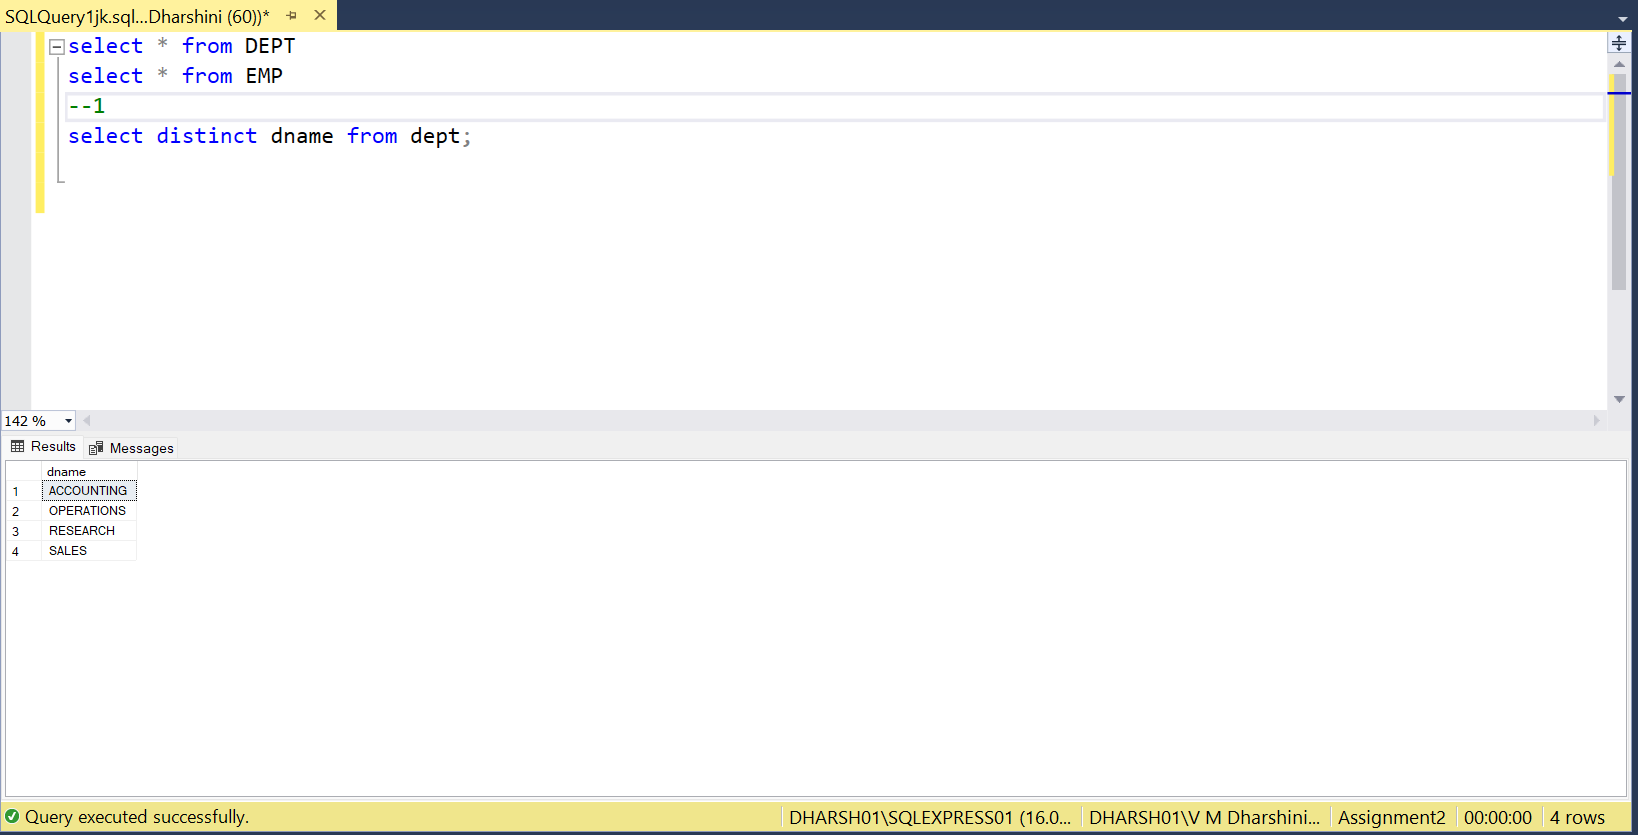 SQLQuery1jk.sql...Dharshini (60))*
select * from DEPT
select * from EMP
--1
select distinct dname from dept;
142 %
Results Messages
dname
1 ACCOUNTING
2 OPERATIONS
3 RESEARCH
4 SALES
Query executed successfully. DHARSH01\SQLEXPRESS01 (16.0... DHARSH01\V M Dharshini... Assignment2 00:00:00 4 rows